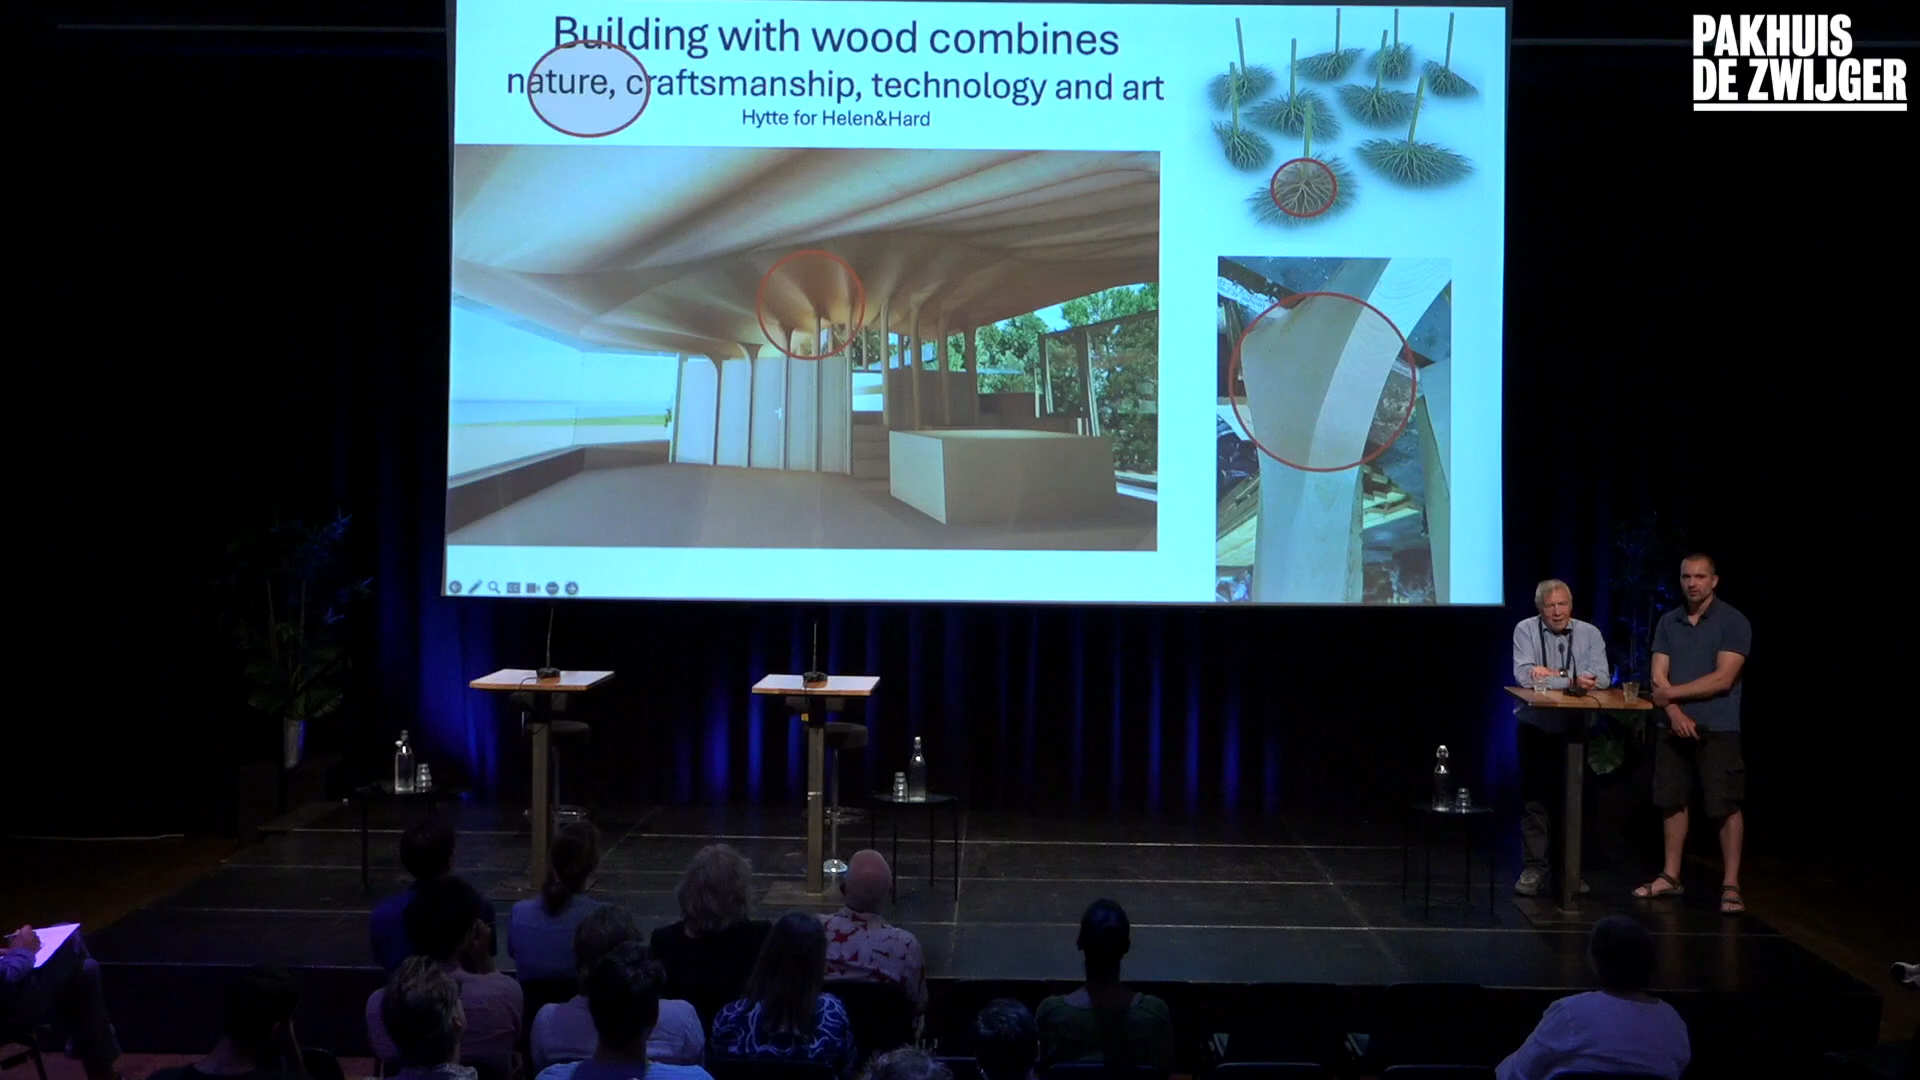 Building with wood combines
nature, craftsmanship, technology and art
Hytte for Helen&Hard
PAKHUIS
DE ZWIJGER